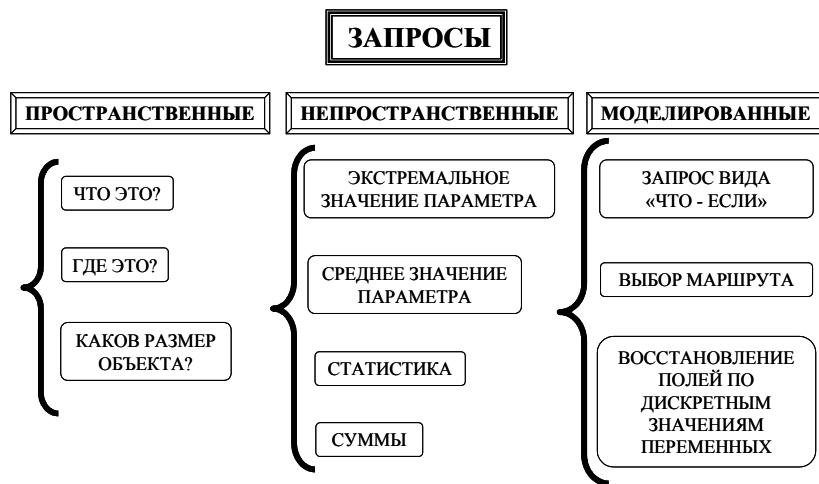 ЗАПРОСЫ
ПРОСТРАНСТВЕННЫЕ
ЧТО ЭТО?
ГДЕ ЭТО?
КАКОВ РАЗМЕР
ОБЪЕКТА?
НЕПРОСТРАНСТВЕННЫЕ
ЭКСТРЕМАЛЬНОЕ
ЗНАЧЕНИЕ ПАРАМЕТРА
СРЕДНЕЕ ЗНАЧЕНИЕ
ПАРАМЕТРА
СТАТИСТИКА
СУММЫ
МОДЕЛИРОВАННЫЕ
ЗАПРОС ВИДА
«ЧТО - ЕСЛИ»
ВЫБОР МАРШРУТА
ВОССТАНОВЛЕНИЕ
ПОЛЕЙ ПО
ДИСКРЕТНЫМ
ЗНАЧЕНИЯМ
ПЕРЕМЕННЫХ